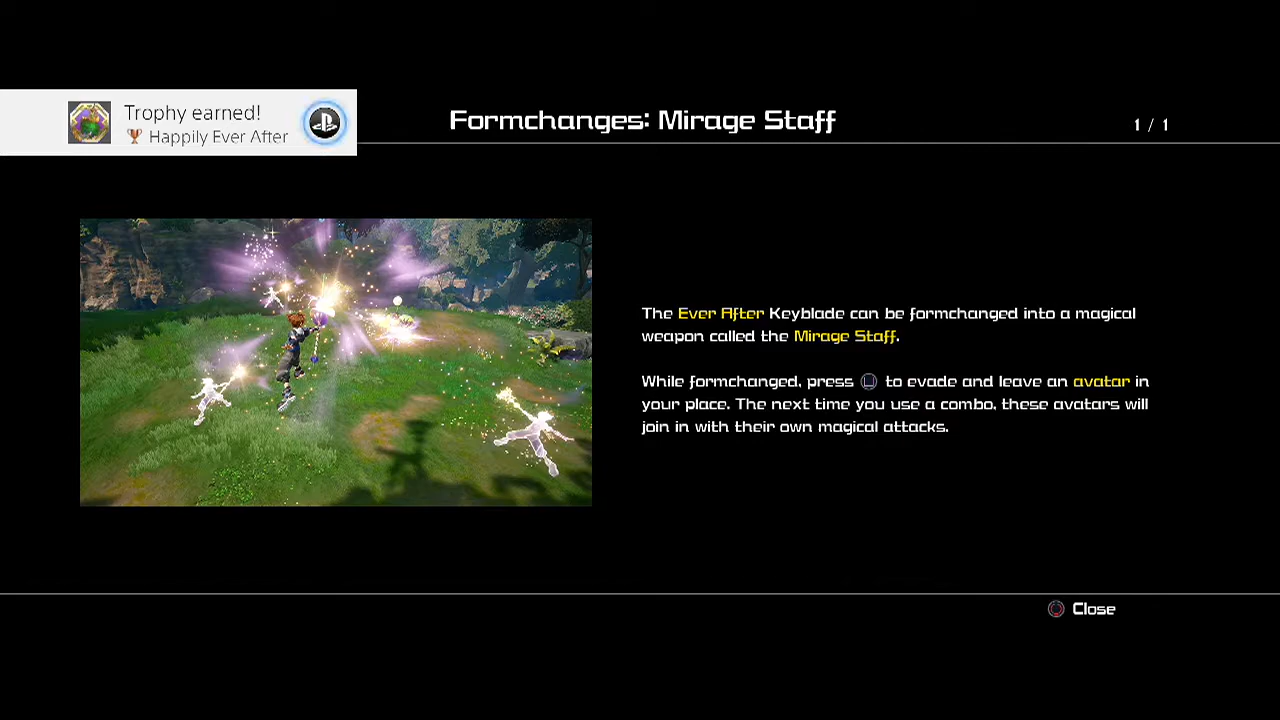 Trophy earned!
Happily Ever After
Formchanges: Mirage Staff
1 / 1
The Ever After Keyblade can be formchanged into a magical
weapon called the Mirage Staff.
While formchanged, press to evade and leave an avatar in
your place. The next time you use a combo, these avatars will
join in with their own magical attacks.
Close